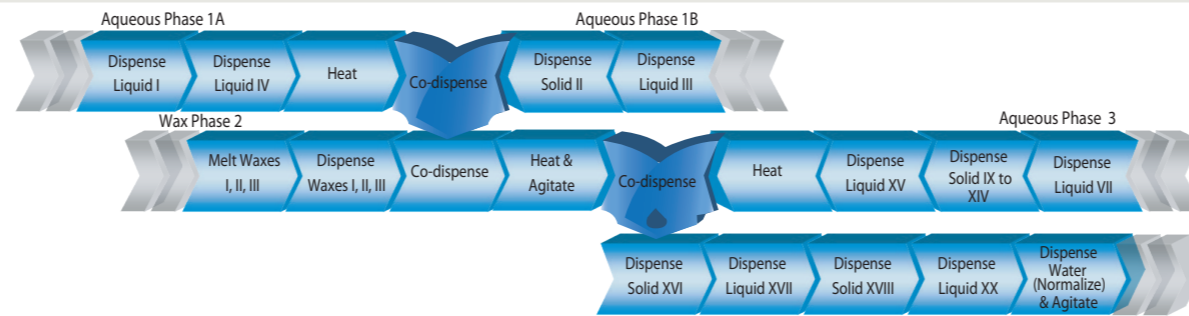 Aqueous Phase 1A
Aqueous Phase 1B
Dispense
Liquid I
Dispense
Liquid IV
Heat
Co-dispense
Dispense
Solid II
Dispense
Liquid III
Wax Phase 2
Aqueous Phase 3
Melt Waxes
I, II, III
Dispense
Waxes I, II, III
Co-dispense
Heat &
Agitate
Co-dispense
Heat
Dispense
Liquid XV
Dispense
Solid IX to
XIV
Dispense
Liquid VII
Dispense
Solid XVI
Dispense
Liquid XVII
Dispense
Solid XVIII
Dispense
Liquid XX
Dispense
Water
(Normalize)
& Agitate